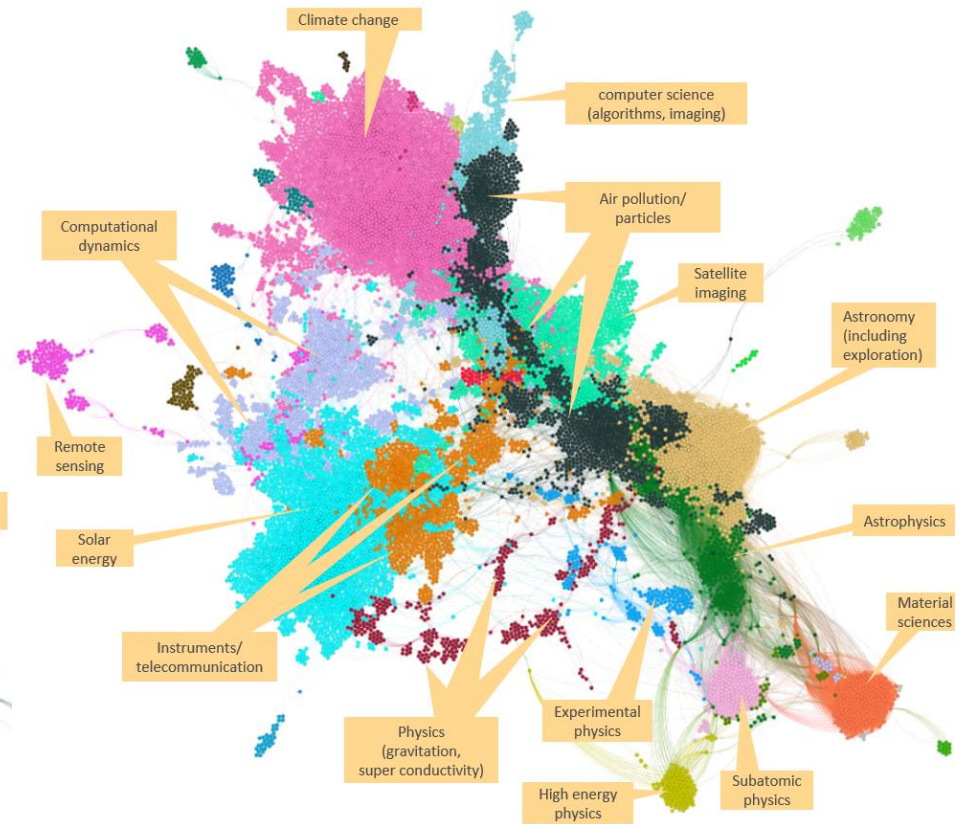 Climate change
computer science
(algorithms, imaging)
Air pollution/
particles
Computational
dynamics
Satellite
imaging
Astronomy
(including
exploration)
Remote
sensing
Solar
energy
Astrophysics
Material
sciences
Instruments/
telecommunication
Physics
(gravitation,
super conductivity)
Experimental
physics
High energy
physics
Subatomic
physics